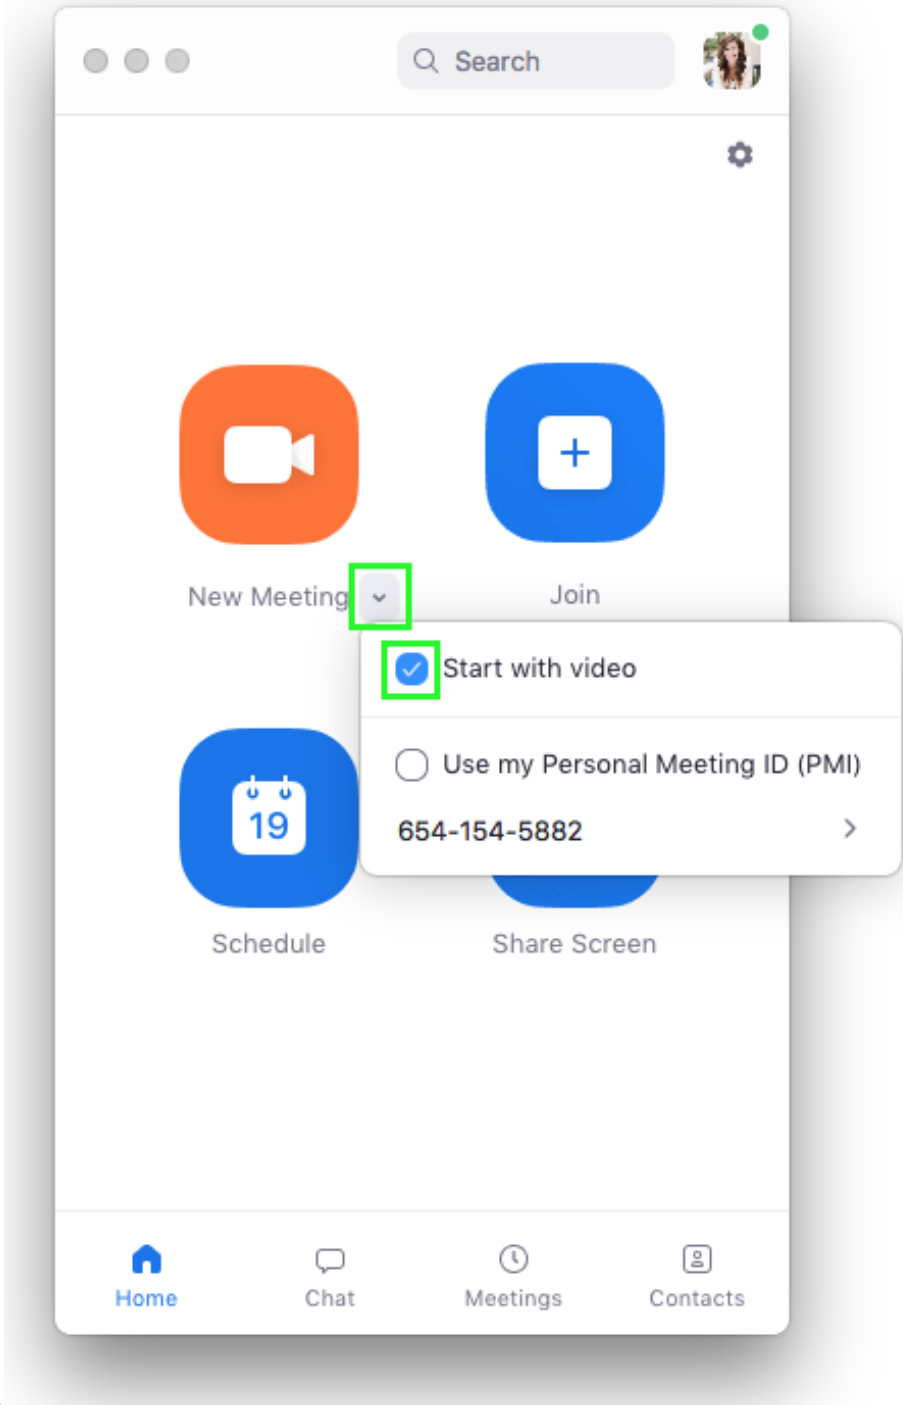 Search
New Meeting
Join
Start with video
Use my Personal Meeting ID (PMI)
654-154-5882
19
Schedule
Share Screen
Home
Chat
Meetings
Contacts